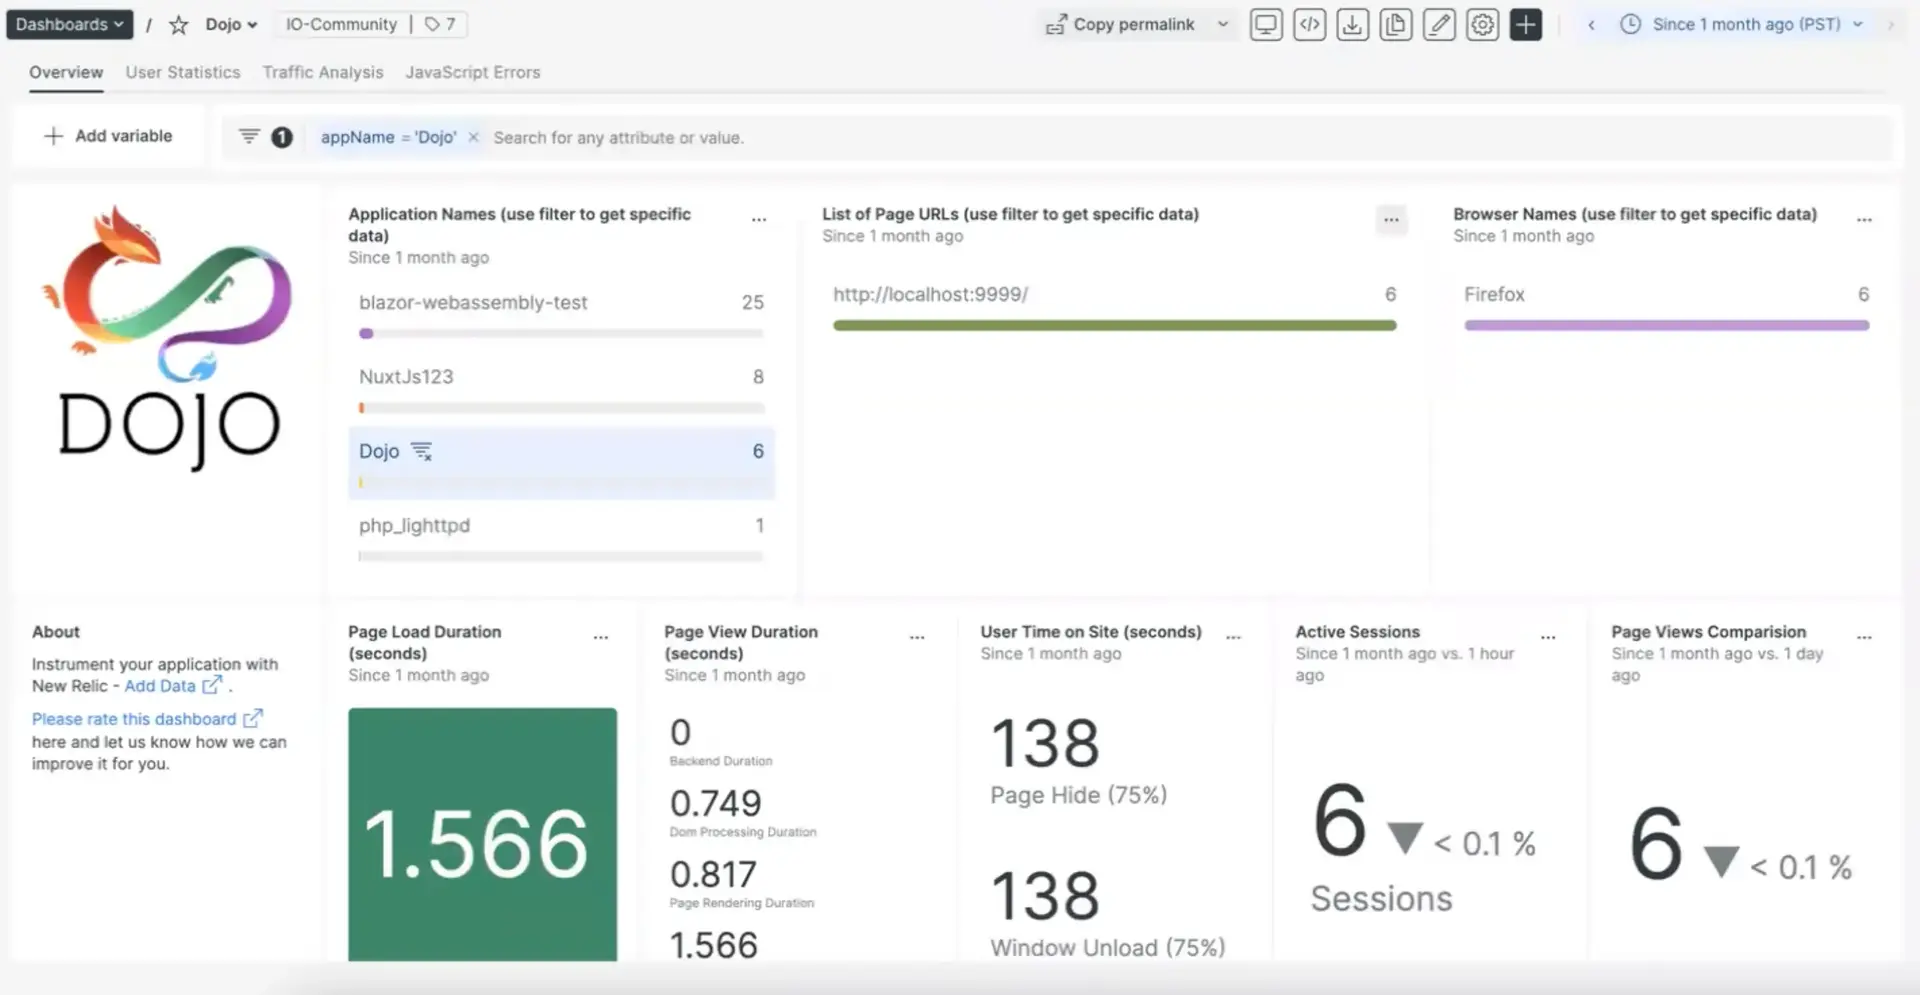 Dashboards / Dojo IO-Community | 7 Copy permalink Since 1 month ago (PST)
Overview User Statistics Traffic Analysis JavaScript Errors
Add variable 1 appName = 'Dojo' × Search for any attribute or value.
DOJO
Application Names (use filter to get specific
data)
Since 1 month ago
blazor-webassembly-test 25
NuxtJs123 8
Dojo 6
php_lighttpd 1
List of Page URLs (use filter to get specific data)
Since 1 month ago
http://localhost:9999/ 6
Browser Names (use filter to get specific data)
Since 1 month ago
Firefox 6
About
Instrument your application with
New Relic - Add Data .
Please rate this dashboard
here and let us know how we can
improve it for you.
Page Load Duration
(seconds)
Since 1 month ago
1.566
Page View Duration
(seconds)
Since 1 month ago
0
Backend Duration
0.749
Dom Processing Duration
0.817
Page Rendering Duration
1.566
User Time on Site (seconds)
Since 1 month ago
138
Page Hide (75%)
138
Window Unload (75%)
Active Sessions
Since 1 month ago vs. 1 hour
ago
6 < 0.1 %
Sessions
Page Views Comparision
Since 1 month ago vs. 1 day
ago
6 < 0.1 %